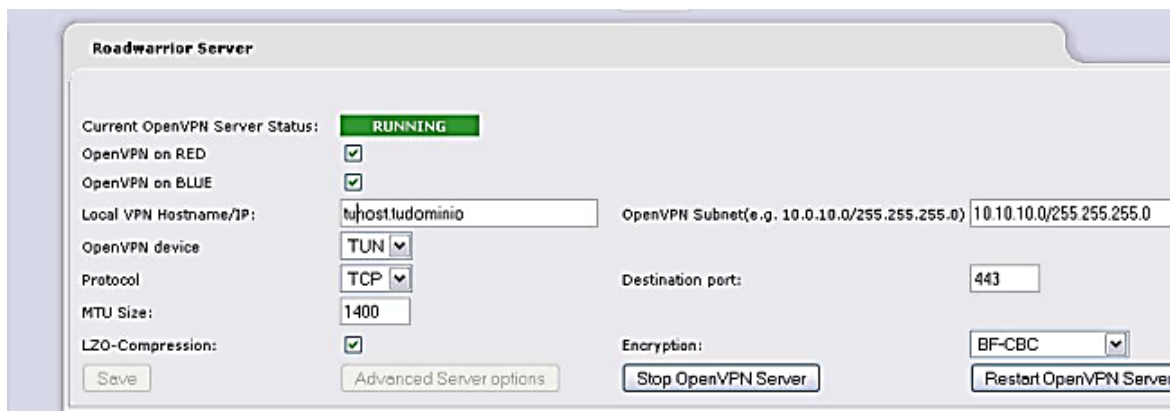 Roadwarrior Server
Current OpenVPN Server Status: RUNNING
OpenVPN on RED
OpenVPN on BLUE
Local VPN Hostname/IP: tuhost.tudominio OpenVPN Subnet(e.g. 10.0.10.0/255.255.255.0) 10.10.10.0/255.255.255.0
OpenVPN device TUN
Protocol TCP Destination port: 443
MTU Size: 1400
LZO-Compression: Encryption: BF-CBC
Save Advanced Server options Stop OpenVPN Server Restart OpenVPN Server